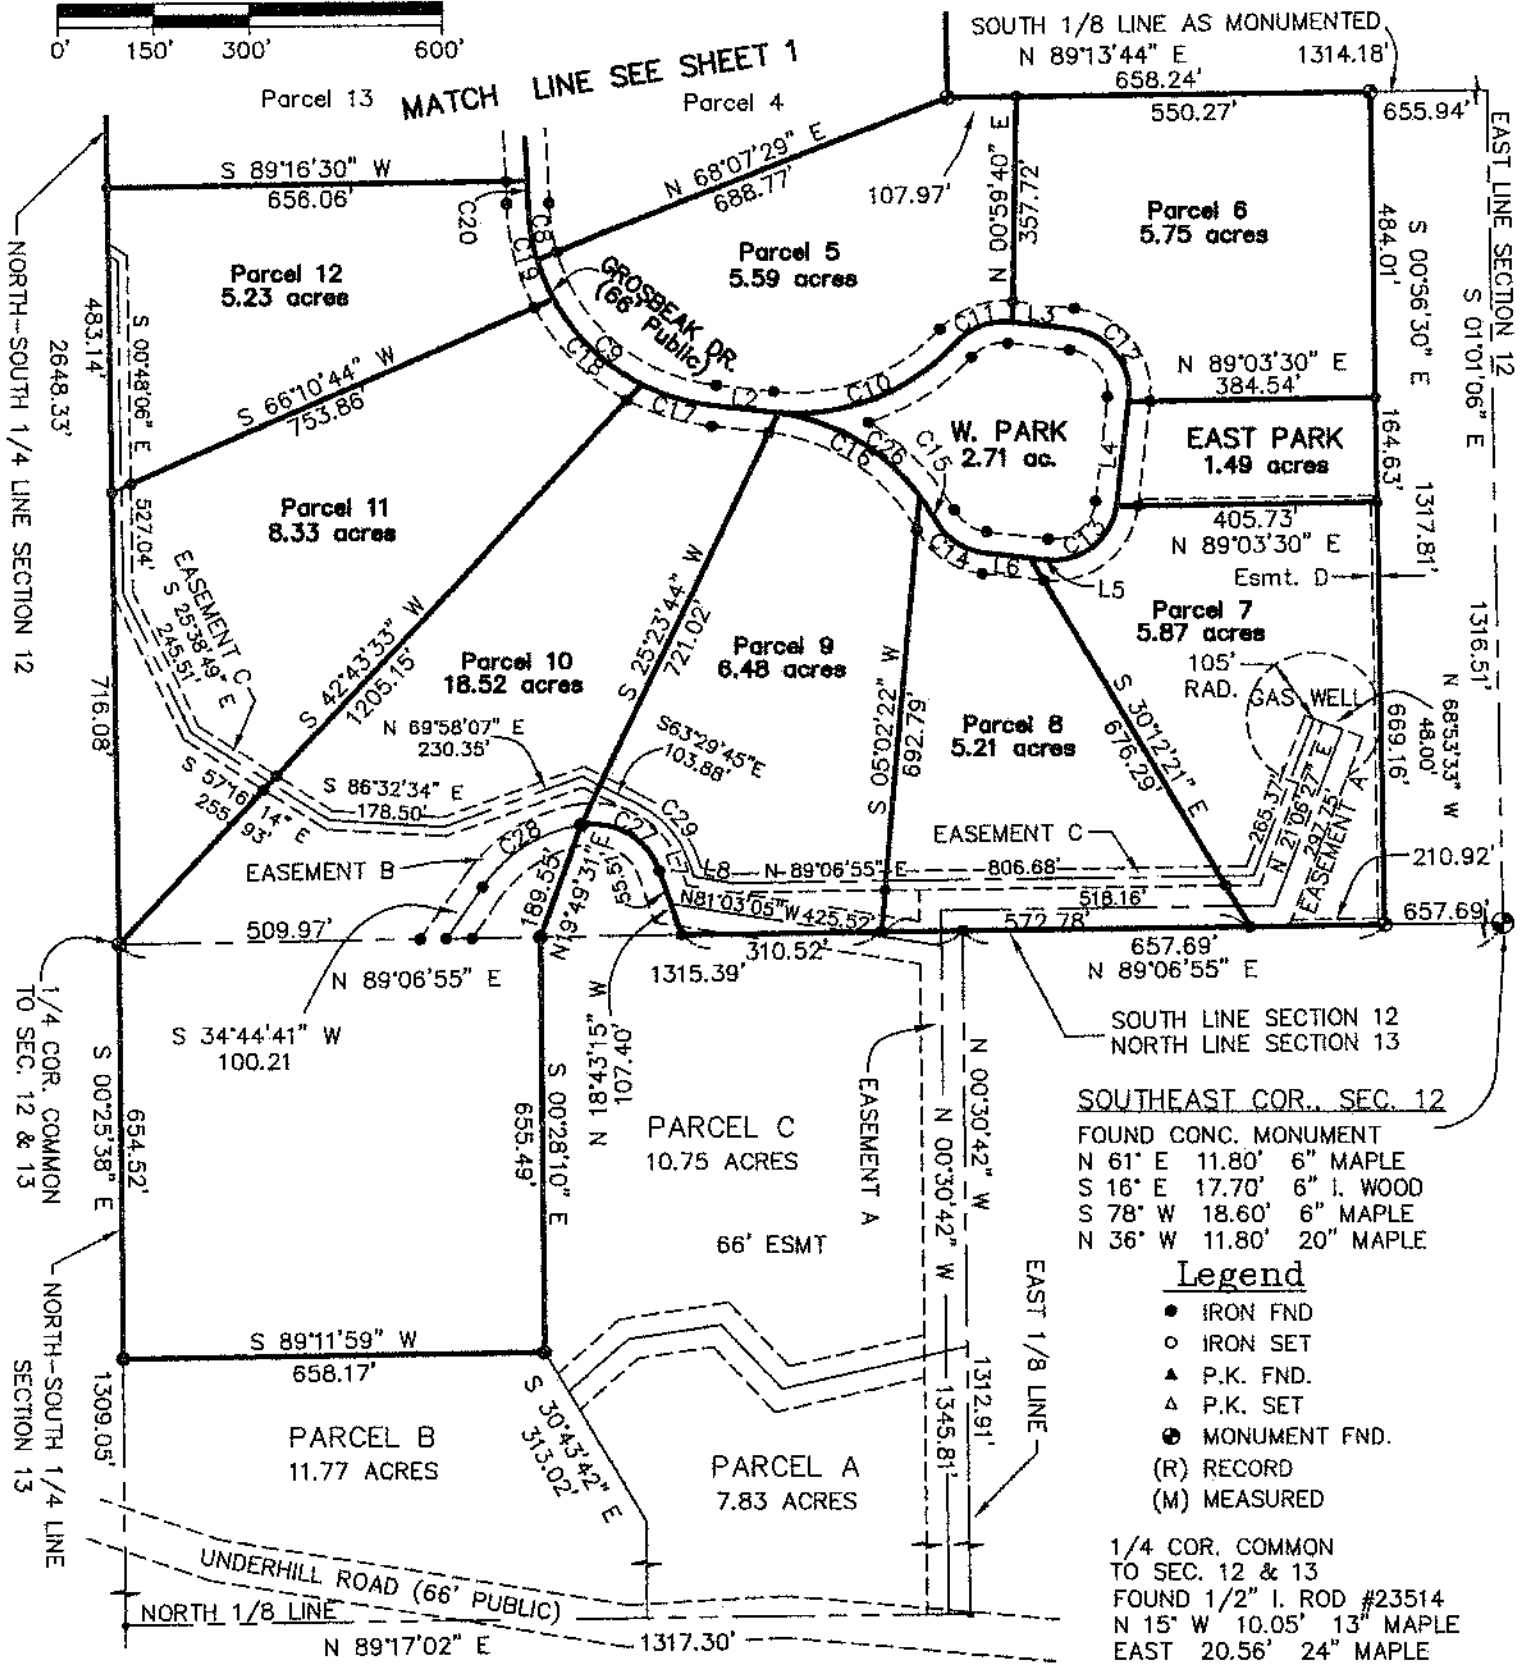 0' 150' 300' 600'
MATCH LINE SEE SHEET 1
Parcel 13
Parcel 4
SOUTH 1/8 LINE AS MONUMENTED
N 89°13'44" E 1314.18'
658.24'
550.27'
655.94'
107.97'
EAST LINE SECTION 12
S 01°01'06" E
S 89°16'30" W
656.06'
C20
C8
C19
N 68°07'29" E
688.77'
N 00°59'40" E
357.72'
Parcel 6
5.75 acres
Parcel 5
5.59 acres
Parcel 12
5.23 acres
484.01'
S 00°56'30" E
GROSBEAK DR.
(66' Public)
NORTH-SOUTH 1/4 LINE SECTION 12
2648.33'
483.14'
S 00°48'06" E
527.04'
S 66°10'44" W
753.86'
C18
C9
C17
L2
C10
C11
L3
C12
N 89°03'30" E
384.54'
W. PARK
2.71 ac.
L4
EAST PARK
1.49 acres
164.63'
1317.81'
C15
C26
C16
405.73'
N 89°03'30" E
C13
C14
L6
L5
Esmt. D
Parcel 11
8.33 acres
EASEMENT C
S 25°38'49" E
245.51'
S 42°43'33" W
1205.15'
Parcel 10
18.52 acres
S 25°23'44" W
721.02'
Parcel 9
6.48 acres
Parcel 7
5.87 acres
105'
RAD.
GAS WELL
1316.51'
N 68°53'33" W
48.00'
669.16'
Parcel 8
5.21 acres
S 30°12'21" E
676.29'
S 05°02'22" W
692.79'
N 69°58'07" E
230.35'
S63°29'45"E
103.88'
716.08'
S 57°16'14" E
255.93'
S 86°32'34" E
178.50'
265.37'
N 21°06'27" E
297.75'
EASEMENT A
EASEMENT B
C28
C27
C29
L7
L8
N 89°06'55" E
806.68'
EASEMENT C
210.92'
518.16'
N81°03'05"W 425.52'
189.55'
N19°49'31"E
55.51'
509.97'
572.78'
657.69'
310.52'
657.69'
N 89°06'55" E
1315.39'
N 89°06'55" E
S 34°44'41" W
100.21
N 18°43'15" W
107.40'
SOUTH LINE SECTION 12
NORTH LINE SECTION 13
1/4 COR. COMMON
TO SEC. 12 & 13
S 00°25'38" E
654.52'
S 00°28'10" E
655.49'
PARCEL C
10.75 ACRES
EASEMENT A
N 00°30'42" W
N 00°30'42" W
66' ESMT
SOUTHEAST COR., SEC. 12
FOUND CONC. MONUMENT
N 61° E 11.80' 6" MAPLE
S 16° E 17.70' 6" I. WOOD
S 78° W 18.60' 6" MAPLE
N 36° W 11.80' 20" MAPLE
Legend
IRON FND
IRON SET
P.K. FND.
P.K. SET
MONUMENT FND.
(R) RECORD
(M) MEASURED
NORTH-SOUTH 1/4 LINE
SECTION 13
1309.05'
S 89°11'59" W
658.17'
S 30°43'42" E
313.02'
PARCEL B
11.77 ACRES
PARCEL A
7.83 ACRES
EAST 1/8 LINE
1312.91'
1345.81'
UNDERHILL ROAD (66' PUBLIC)
NORTH 1/8 LINE
N 89°17'02" E
1317.30'
1/4 COR. COMMON
TO SEC. 12 & 13
FOUND 1/2" I. ROD #23514
N 15° W 10.05' 13" MAPLE
EAST 20.56' 24" MAPLE